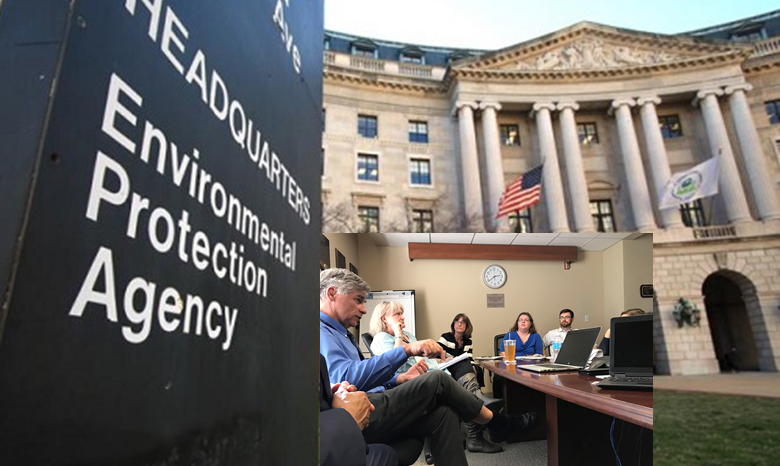 Ave
HEADQUARTERS
Environmental
Protection
Agency